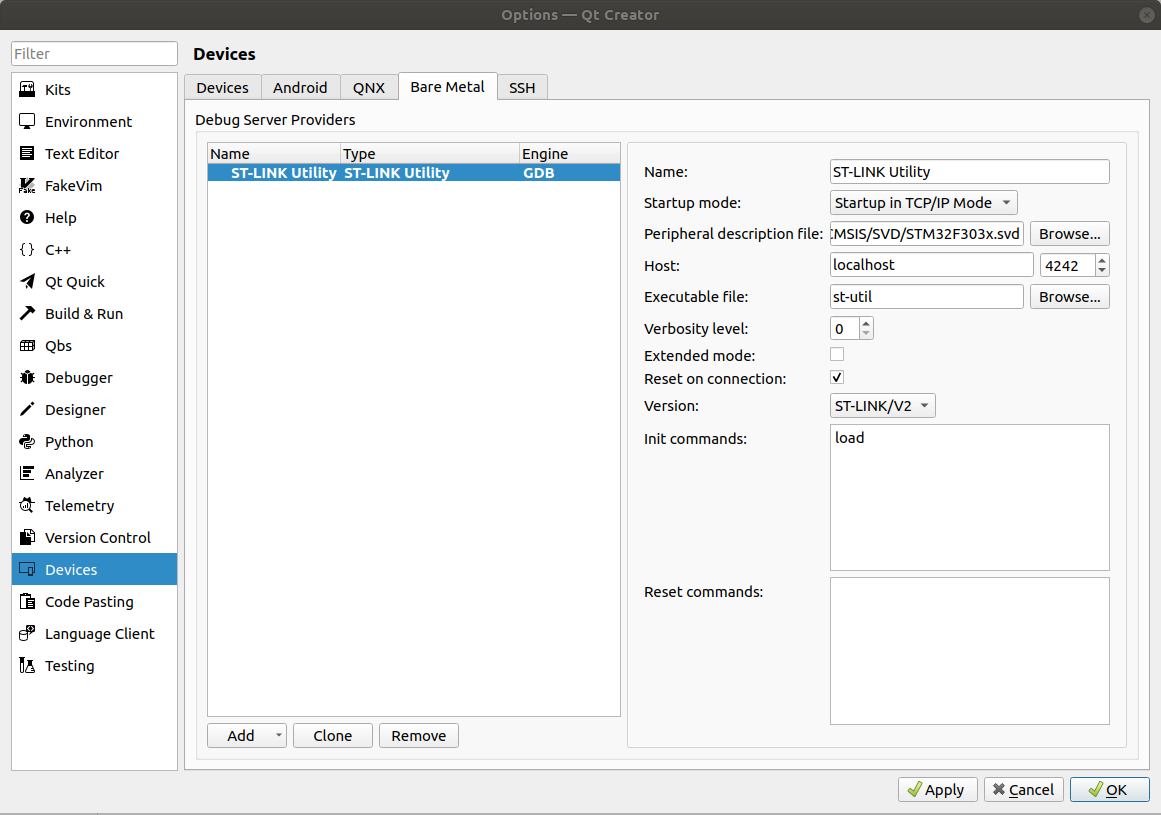 Options — Qt Creator
Filter
Kits
Environment
Text Editor
FakeVim
Help
C++
Qt Quick
Build & Run
Qbs
Debugger
Designer
Python
Analyzer
Telemetry
Version Control
Devices
Code Pasting
Language Client
Testing
Devices
Devices Android QNX Bare Metal SSH
Debug Server Providers
Name Type Engine
ST-LINK Utility ST-LINK Utility GDB
Add Clone Remove
Name: ST-LINK Utility
Startup mode: Startup in TCP/IP Mode
Peripheral description file: CMSIS/SVD/STM32F303x.svd Browse...
Host: localhost 4242
Executable file: st-util Browse...
Verbosity level: 0
Extended mode:
Reset on connection:
Version: ST-LINK/V2
Init commands: load
Reset commands:
Apply Cancel OK